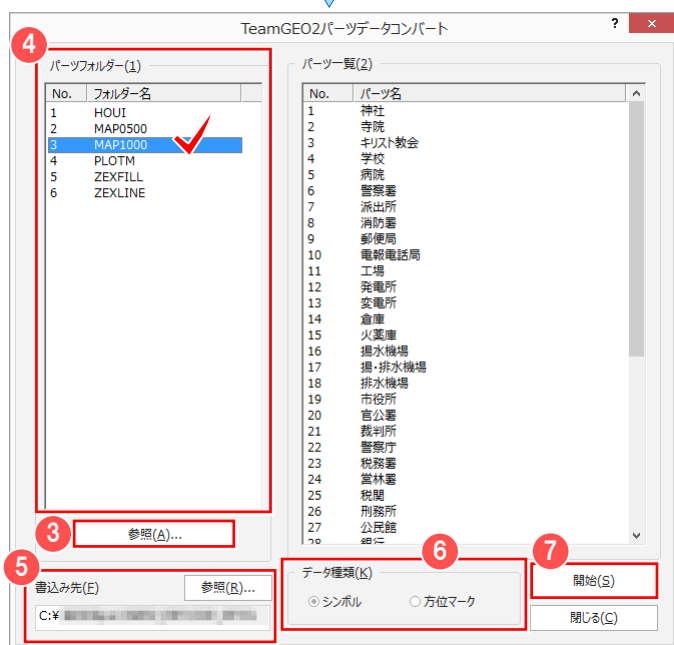 TeamGEO2パーツデータコンバート ? ×
4
パーツフォルダー(1)
No. フォルダー名
1 HOUI
2 MAP0500
3 MAP1000
4 PLOTM
5 ZEXFILL
6 ZEXLINE
3 参照(A)...
5
書込み先(F) 参照(R)...
C:¥
パーツ一覧(2)
No. パーツ名
1 神社
2 寺院
3 キリスト教会
4 学校
5 病院
6 警察署
7 派出所
8 消防署
9 郵便局
10 電報電話局
11 工場
12 発電所
13 変電所
14 倉庫
15 火薬庫
16 揚水機場
17 揚・排水機場
18 排水機場
19 市役所
20 官公署
21 裁判所
22 警察庁
23 税務署
24 営林署
25 税関
26 刑務所
27 公民館
28 銀行
6
データ種類(K)
シンボル 方位マーク
7
開始(S)
閉じる(C)